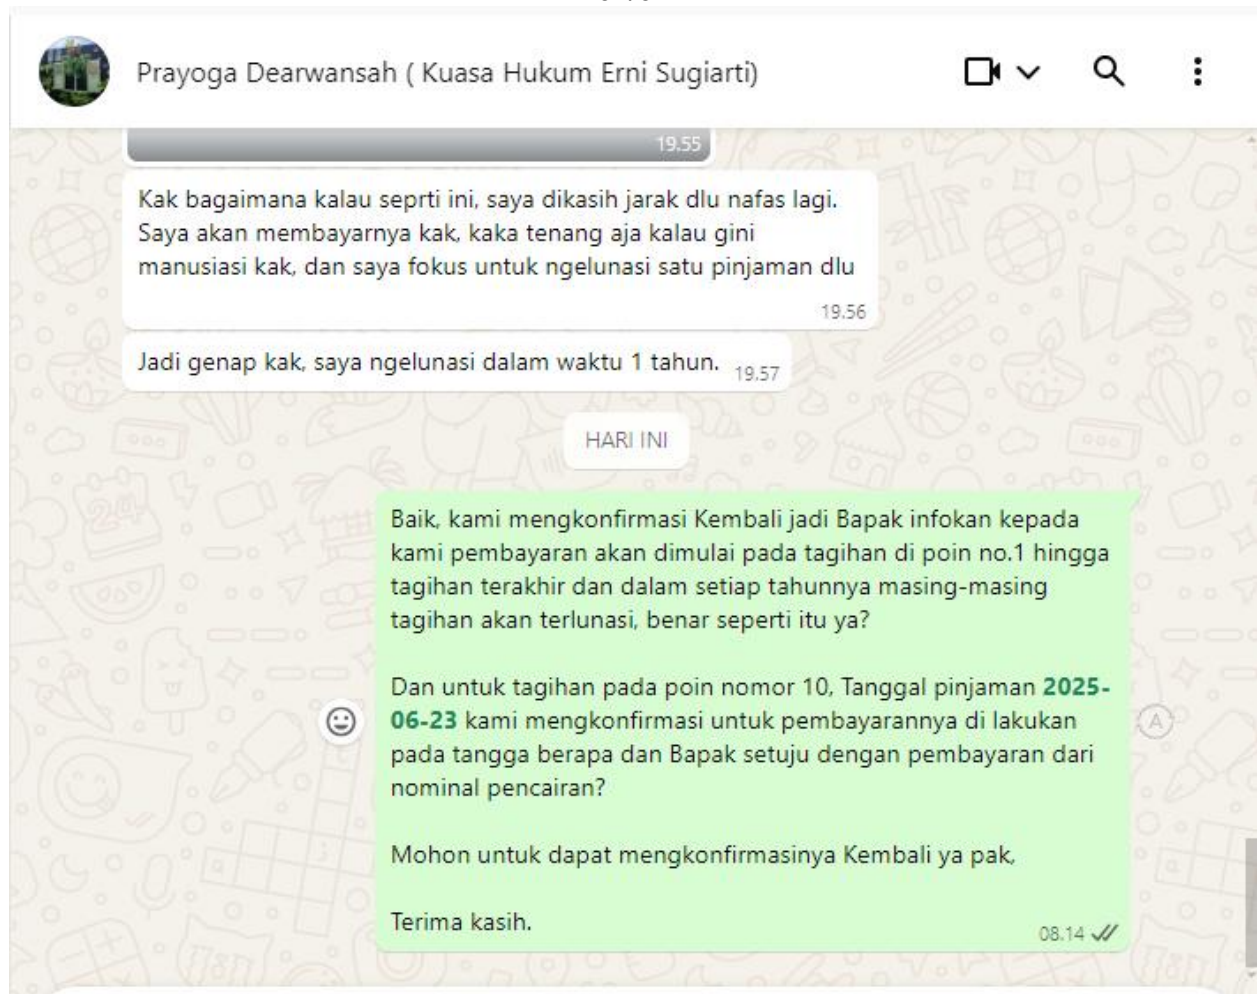 Prayoga Dearwansah ( Kuasa Hukum Erni Sugiarti)
19.55
Kak bagaimana kalau seprti ini, saya dikasih jarak dlu nafas lagi.
Saya akan membayarnya kak, kaka tenang aja kalau gini
manusiasi kak, dan saya fokus untuk ngelunasi satu pinjaman dlu
19.56
Jadi genap kak, saya ngelunasi dalam waktu 1 tahun. 19.57
HARI INI
Baik, kami mengkonfirmasi Kembali jadi Bapak infokan kepada
kami pembayaran akan dimulai pada tagihan di poin no.1 hingga
tagihan terakhir dan dalam setiap tahunnya masing-masing
tagihan akan terlunasi, benar seperti itu ya?
Dan untuk tagihan pada poin nomor 10, Tanggal pinjaman 2025-
06-23 kami mengkonfirmasi untuk pembayarannya di lakukan
pada tangga berapa dan Bapak setuju dengan pembayaran dari
nominal pencairan?
Mohon untuk dapat mengkonfirmasinya Kembali ya pak,
Terima kasih.
08.14